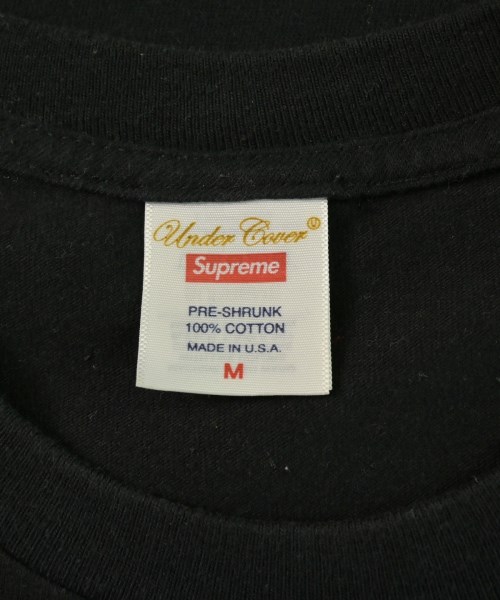 Under Cover®
Supreme
PRE-SHRUNK
100% COTTON
MADE IN U.S.A.
M